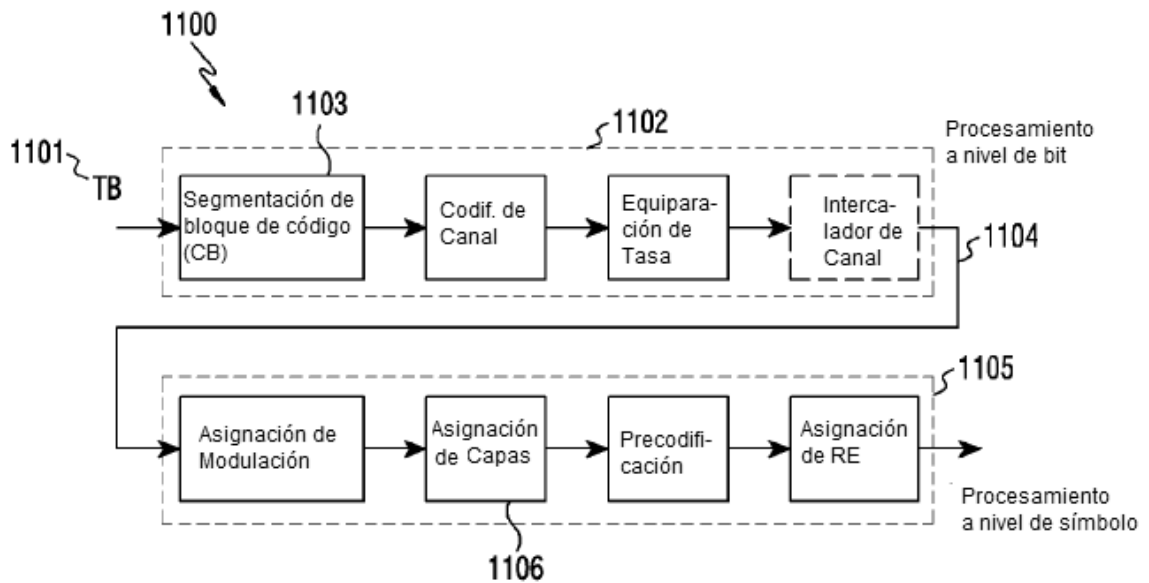 1100
1103
1102
Procesamiento
a nivel de bit
1101
TB
Segmentación de
bloque de código
(CB)
Codif. de
Canal
Equipara-
ción de
Tasa
Interca-
lador de
Canal
1104
1105
Asignación de
Modulación
Asignación
de Capas
Precodifi-
cación
Asignación
de RE
Procesamiento
a nivel de símbolo
1106